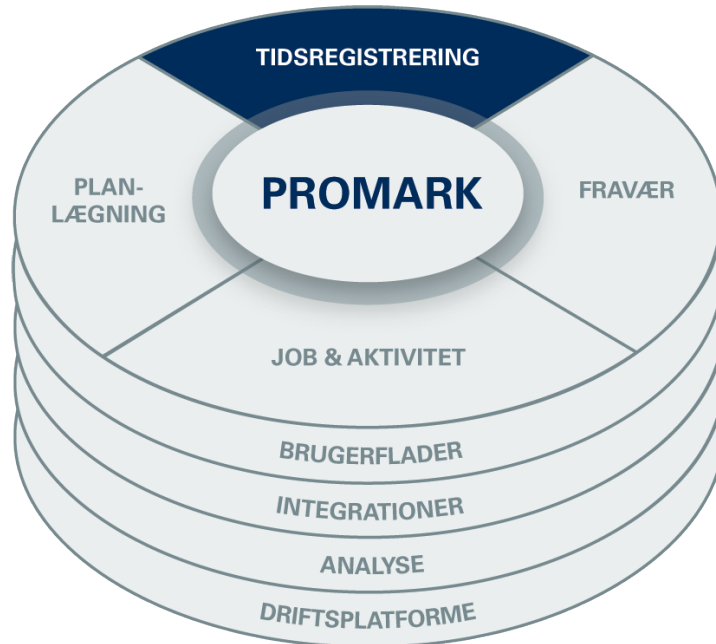 TIDSREGISTRERING
PLAN-
LÆGNING
PROMARK
FRAVÆR
JOB & AKTIVITET
BRUGERFLADER
INTEGRATIONER
ANALYSE
DRIFTSPLATFORME